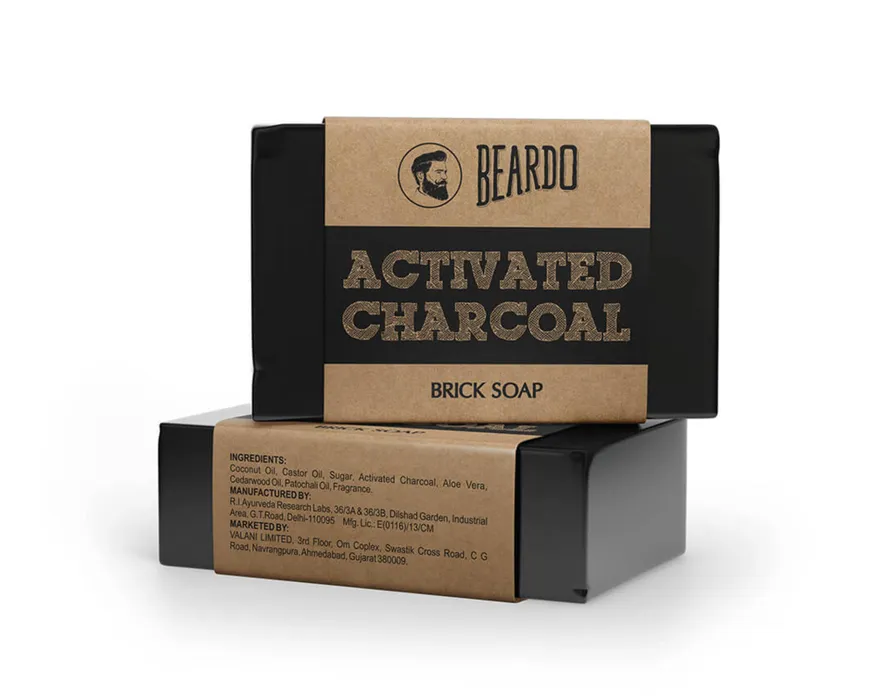 BEARDO
ACTIVATED
CHARCOAL
BRICK SOAP
BRICK SOAP
INGREDIENTS:
Coconut Oil, Castor Oil, Sugar, Activated Charcoal, Aloe Vera,
Cedarwood Oil, Patochali Oil, Fragrance.
MANUFACTURED BY:
R.I.Ayurveda Research Labs, 36/3A & 36/3B, Dilshad Garden, Industrial
Area, G.T.Road, Delhi-110095 Mfg. Lic.: E(0116)/13/CM
MARKETED BY:
VALANI LIMITED, 3rd Floor, Om Coplex, Swastik Cross Road, C G
Road, Navrangpura, Ahmedabad, Gujarat 380009.